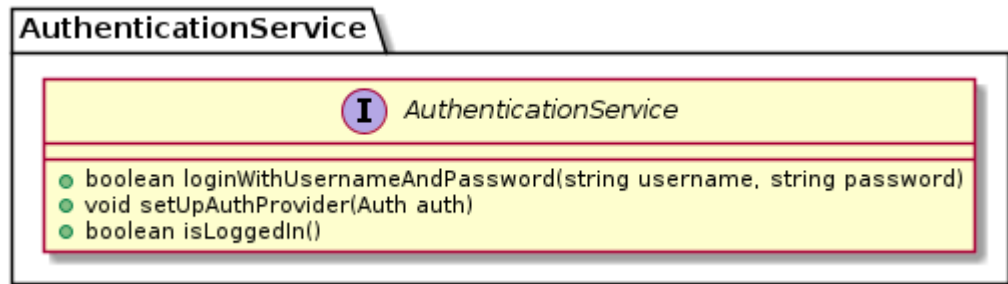 AuthenticationService
I AuthenticationService
boolean loginWithUsernameAndPassword(string username, string password)
void setUpAuthProvider(Auth auth)
boolean isLoggedIn()